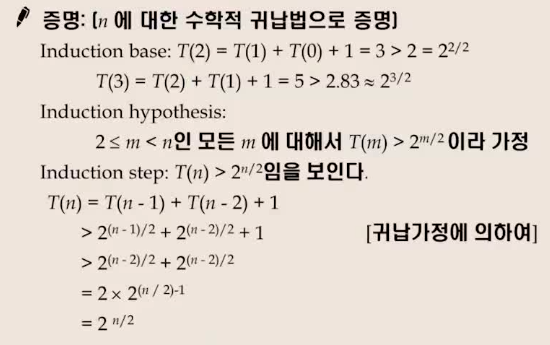 증명: (n 에 대한 수학적 귀납법으로 증명)
Induction base: T(2) = T(1) + T(0) + 1 = 3 > 2 = 2^{2/2}
T(3) = T(2) + T(1) + 1 = 5 > 2.83 ≈ 2^{3/2}
Induction hypothesis:
2 ≤ m < n인 모든 m 에 대해서 T(m) > 2^{m/2} 이라 가정
Induction step: T(n) > 2^{n/2}임을 보인다.
T(n) = T(n - 1) + T(n - 2) + 1
> 2^{(n - 1)/2} + 2^{(n - 2)/2} + 1 [귀납가정에 의하여]
> 2^{(n - 2)/2} + 2^{(n - 2)/2}
= 2 × 2^{(n / 2)-1}
= 2^{n/2}